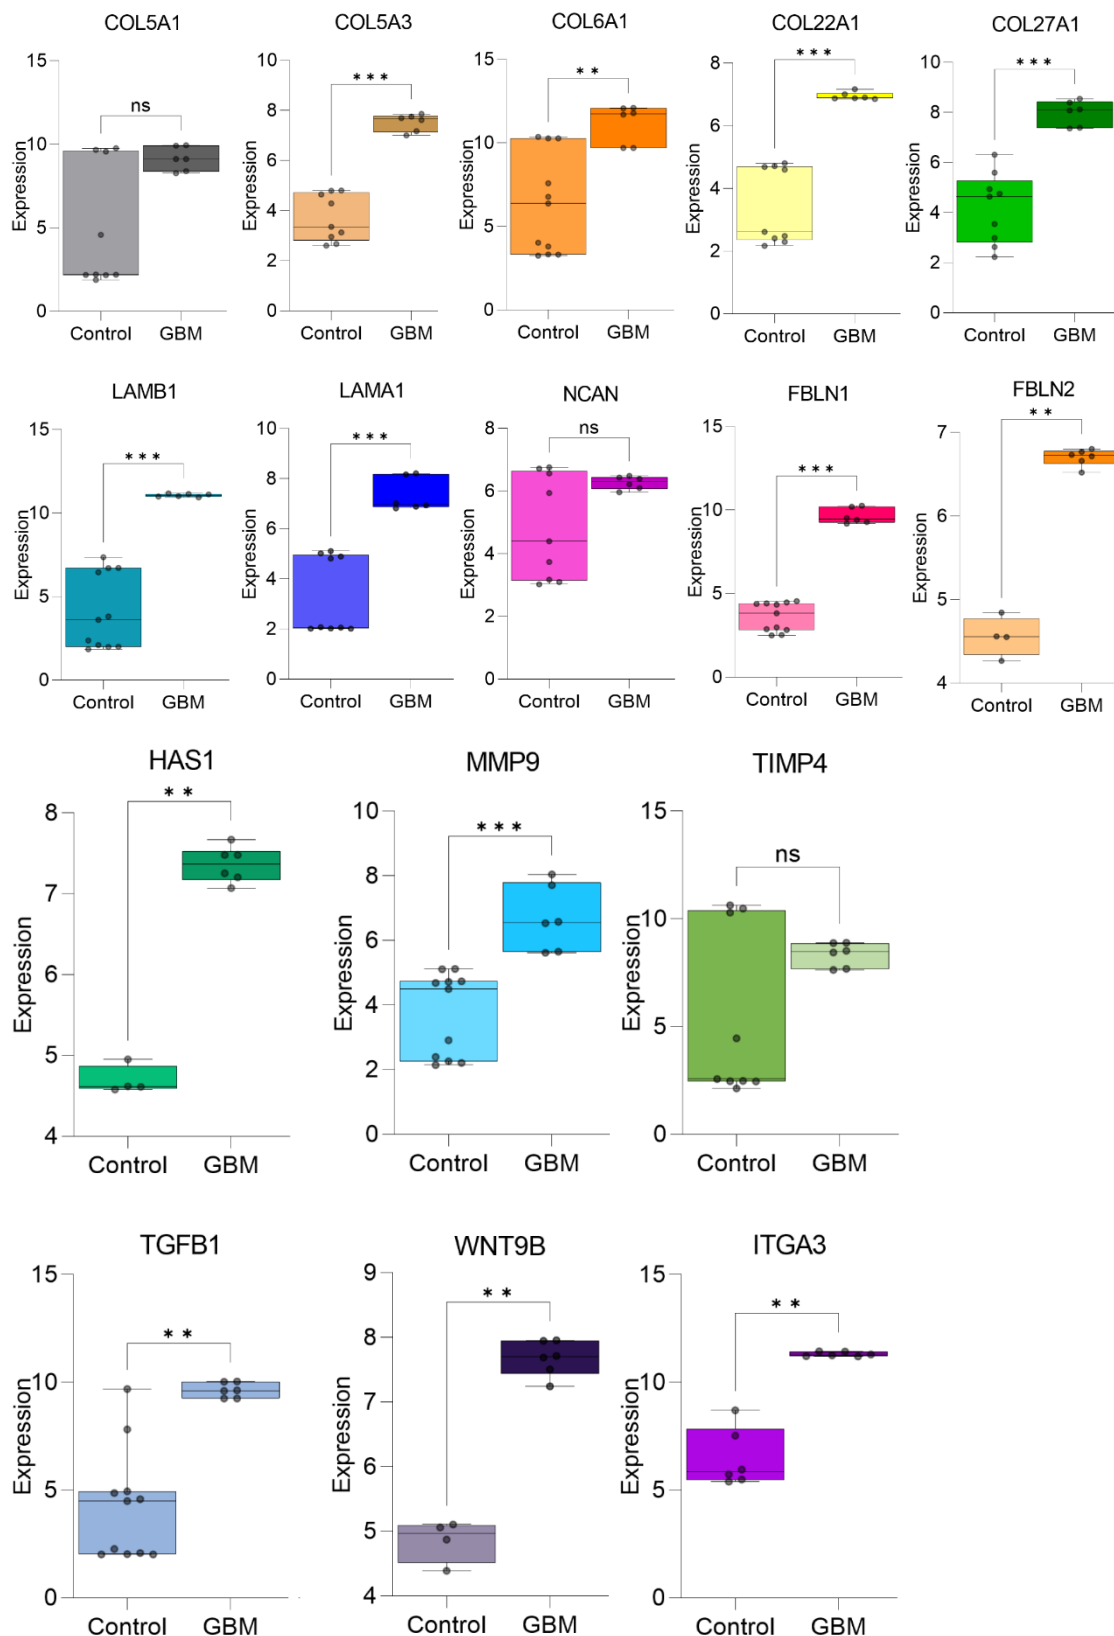 COL5A1
COL5A3
COL6A1
COL22A1
COL27A1
15
10
5
0
Expression
ns
Control
GBM
10
8
6
4
2
0
Expression
***
Control
GBM
15
10
5
0
Expression
**
Control
GBM
8
6
4
2
0
Expression
***
Control
GBM
10
8
6
4
2
0
Expression
***
Control
GBM
LAMB1
LAMA1
NCAN
FBLN1
FBLN2
15
10
5
0
Expression
***
Control
GBM
10
8
6
4
2
0
Expression
***
Control
GBM
8
6
4
2
0
Expression
ns
Control
GBM
15
10
5
0
Expression
***
Control
GBM
7
6
5
4
Expression
**
Control
GBM
HAS1
MMP9
TIMP4
8
7
6
5
4
Expression
**
Control
GBM
10
8
6
4
2
0
Expression
***
Control
GBM
15
10
5
0
Expression
ns
Control
GBM
TGFB1
WNT9B
ITGA3
15
10
5
0
Expression
**
Control
GBM
9
8
7
6
5
4
Expression
**
Control
GBM
15
10
5
0
Expression
**
Control
GBM